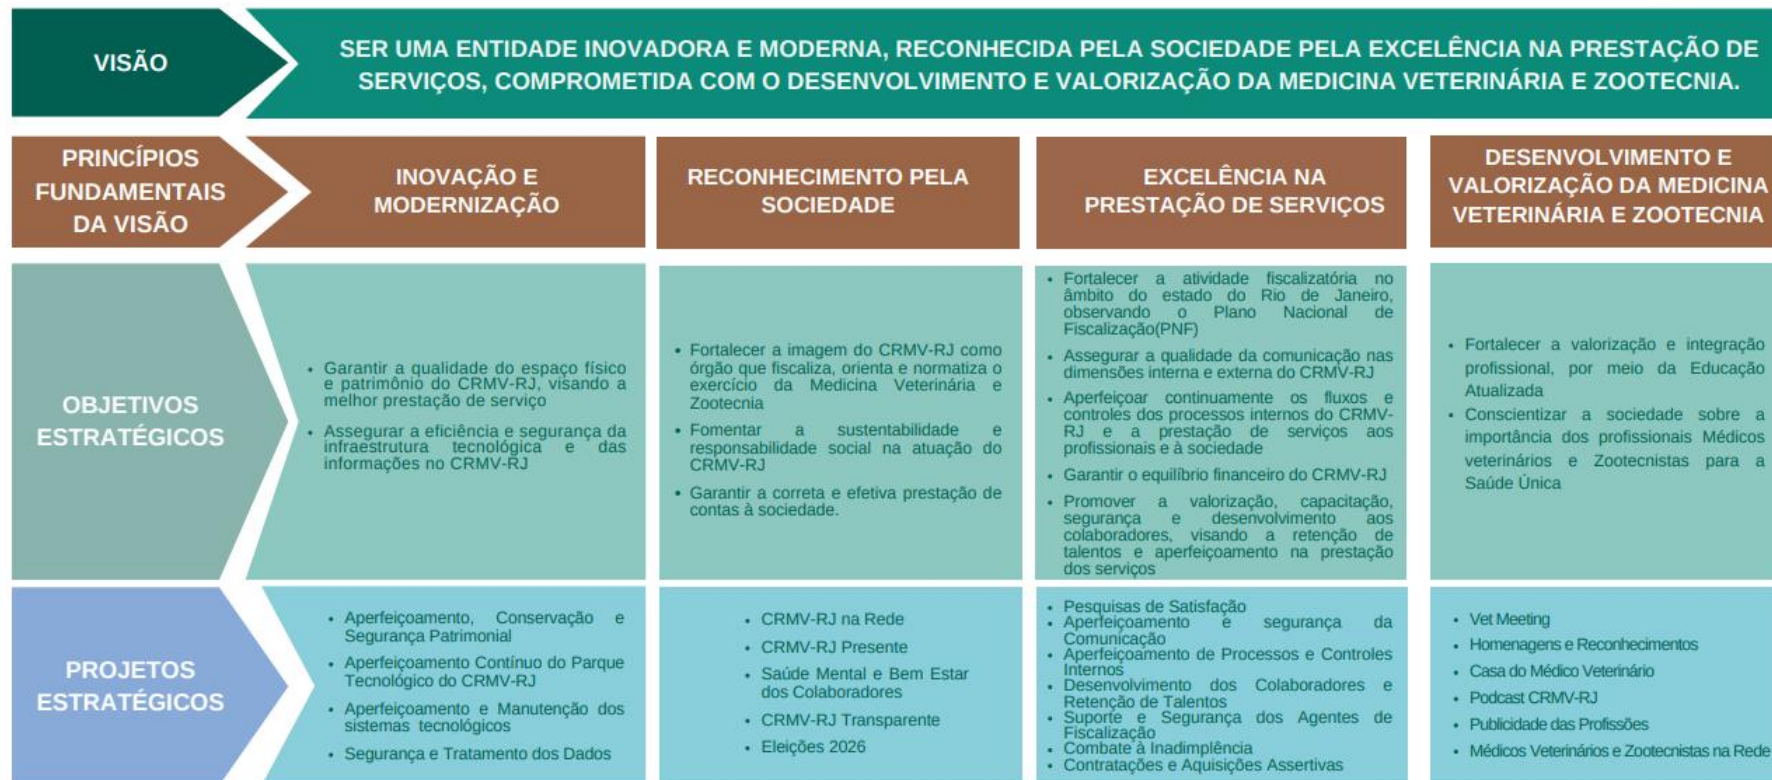 VISÃO
SER UMA ENTIDADE INOVADORA E MODERNA, RECONHECIDA PELA SOCIEDADE PELA EXCELÊNCIA NA PRESTAÇÃO DE
SERVIÇOS, COMPROMETIDA COM O DESENVOLVIMENTO E VALORIZAÇÃO DA MEDICINA VETERINÁRIA E ZOOTECNIA.
PRINCÍPIOS
FUNDAMENTAIS
DA VISÃO
INOVAÇÃO E
MODERNIZAÇÃO
RECONHECIMENTO PELA
SOCIEDADE
EXCELÊNCIA NA
PRESTAÇÃO DE SERVIÇOS
DESENVOLVIMENTO E
VALORIZAÇÃO DA MEDICINA
VETERINÁRIA E ZOOTECNIA
OBJETIVOS
ESTRATÉGICOS
• Garantir a qualidade do espaço físico
e patrimônio do CRMV-RJ, visando a
melhor prestação de serviço
• Assegurar a eficiência e segurança da
infraestrutura tecnológica e das
informações no CRMV-RJ
• Fortalecer a imagem do CRMV-RJ como
órgão que fiscaliza, orienta e normatiza o
exercício da Medicina Veterinária e
Zootecnia
• Fomentar a sustentabilidade e
responsabilidade social na atuação do
CRMV-RJ
• Garantir a correta e efetiva prestação de
contas à sociedade.
• Fortalecer a atividade fiscalizatória no
âmbito do estado do Rio de Janeiro,
observando o Plano Nacional de
Fiscalização(PNF)
• Assegurar a qualidade da comunicação nas
dimensões interna e externa do CRMV-RJ
• Aperfeiçoar continuamente os fluxos e
controles dos processos internos do CRMV-
RJ e a prestação de serviços aos
profissionais e à sociedade
• Garantir o equilíbrio financeiro do CRMV-RJ
• Promover a valorização, capacitação,
segurança e desenvolvimento aos
colaboradores, visando a retenção de
talentos e aperfeiçoamento na prestação
dos serviços
• Fortalecer a valorização e integração
profissional, por meio da Educação
Atualizada
• Conscientizar a sociedade sobre a
importância dos profissionais Médicos
veterinários e Zootecnistas para a
Saúde Única
PROJETOS
ESTRATÉGICOS
• Aperfeiçoamento, Conservação e
Segurança Patrimonial
• Aperfeiçoamento Contínuo do Parque
Tecnológico do CRMV-RJ
• Aperfeiçoamento e Manutenção dos
sistemas tecnológicos
• Segurança e Tratamento dos Dados
• CRMV-RJ na Rede
• CRMV-RJ Presente
• Saúde Mental e Bem Estar
dos Colaboradores
• CRMV-RJ Transparente
• Eleições 2026
• Pesquisas de Satisfação
• Aperfeiçoamento e segurança da
Comunicação
• Aperfeiçoamento de Processos e Controles
Internos
• Desenvolvimento dos Colaboradores e
Retenção de Talentos
• Suporte e Segurança dos Agentes de
Fiscalização
• Combate à Inadimplência
• Contratações e Aquisições Assertivas
• Vet Meeting
• Homenagens e Reconhecimentos
• Casa do Médico Veterinário
• Podcast CRMV-RJ
• Publicidade das Profissões
• Médicos Veterinários e Zootecnistas na Rede